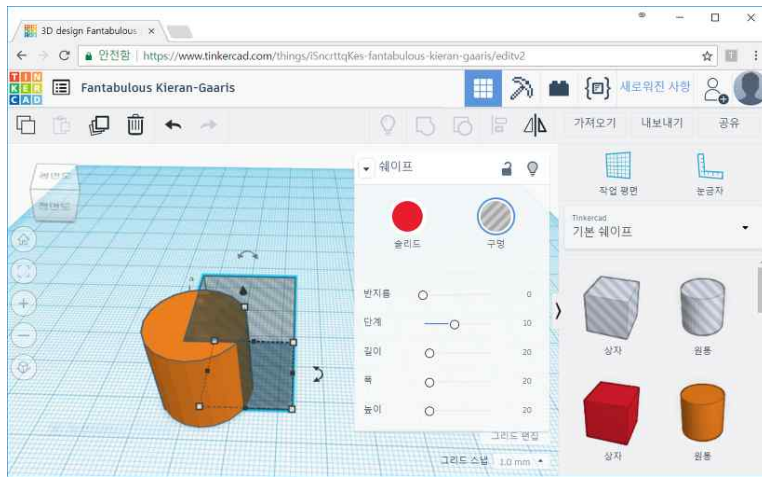 3D design Fantabulous
안전함 | https://www.tinkercad.com/things/iSncrttqKes-fantabulous-kieran-gaaris/editv2
TIN
KER
CAD
Fantabulous Kieran-Gaaris
새로워진 사항
가져오기 내보내기 공유
쉐이프
솔리드 구멍
반지름 0
단계 10
길이 20
폭 20
높이 20
그리드 편집
그리드 스냅 1.0 mm
작업 평면 눈금자
Tinkercad
기본 쉐이프
상자 원통
상자 원통